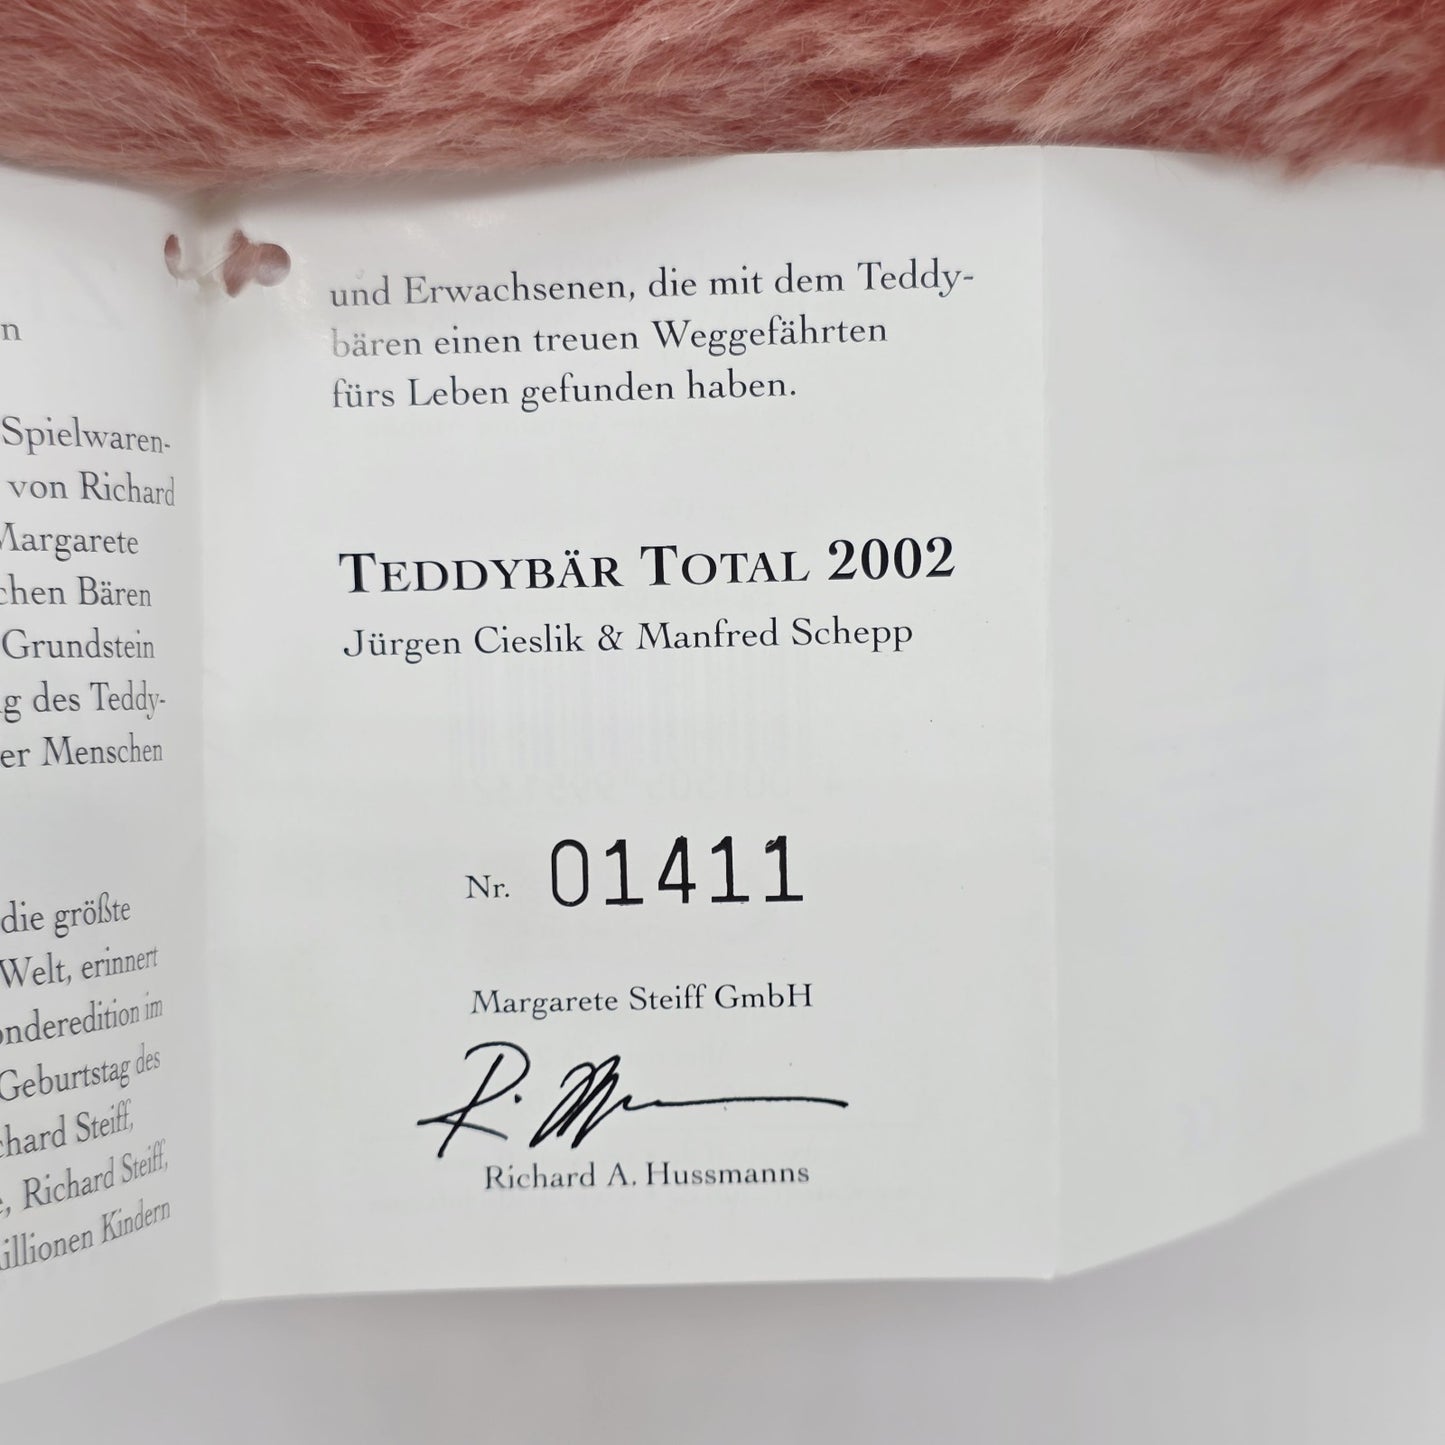 n
Spielwaren-
von Richard
Margarete
chen Bären
Grundstein
g des Teddy-
er Menschen
die größte
Welt, erinnert
onderedition im
Geburtstag des
chard Steiff,
, Richard Steiff,
illionen Kindern
und Erwachsenen, die mit dem Teddy-
bären einen treuen Weggefährten
fürs Leben gefunden haben.
TEDDYBÄR TOTAL 2002
Jürgen Cieslik & Manfred Schepp
Nr. 01411
Margarete Steiff GmbH
Richard A. Hussmanns